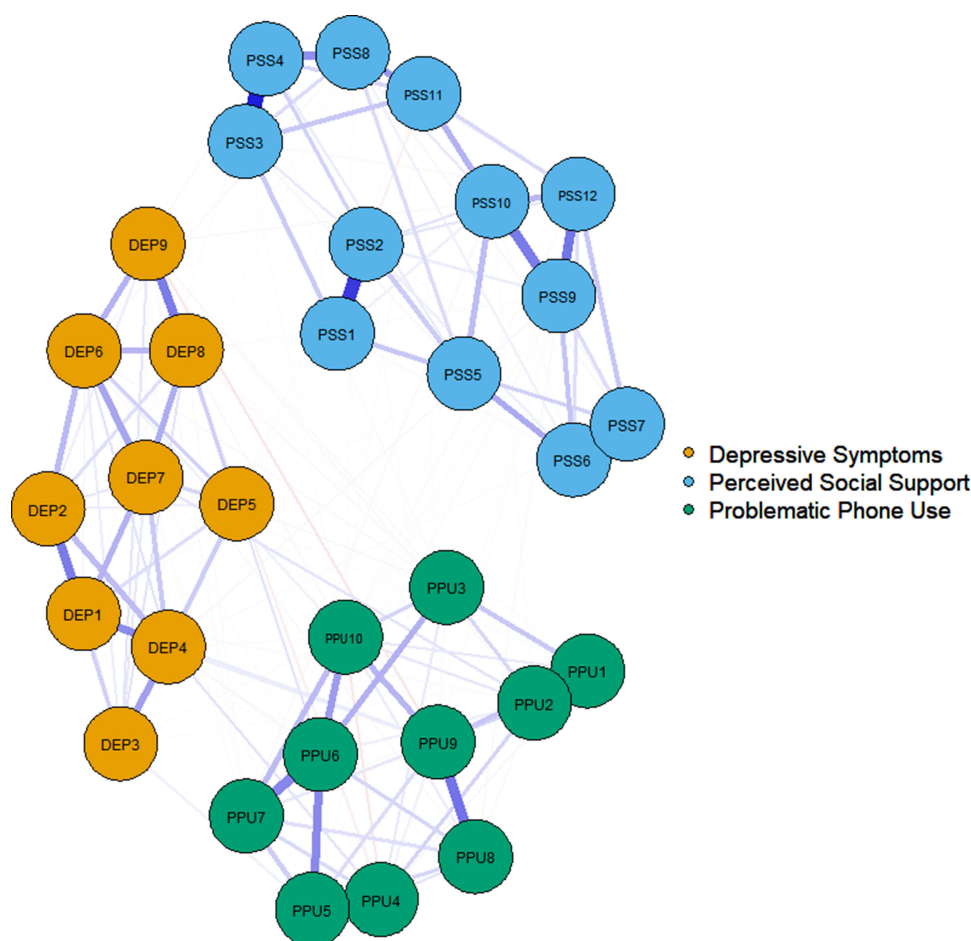 PSS4
PSS8
PSS11
PSS3
PSS10
PSS12
DEP9
PSS2
PSS9
PSS1
DEP6
DEP8
PSS5
PSS7
PSS6
Depressive Symptoms
Perceived Social Support
Problematic Phone Use
DEP7
DEP5
DEP2
PPU3
DEP1
PPU10
DEP4
PPU1
PPU2
DEP3
PPU9
PPU6
PPU7
PPU8
PPU4
PPU5